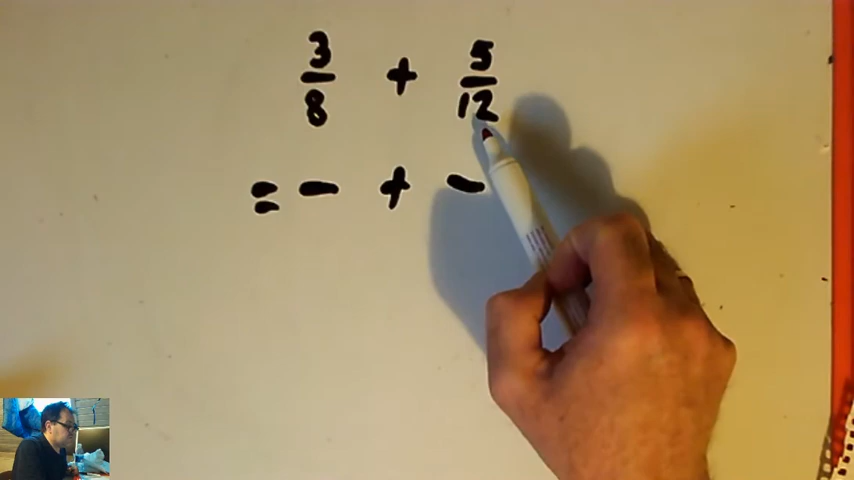 3/8 + 5/12
= — + —